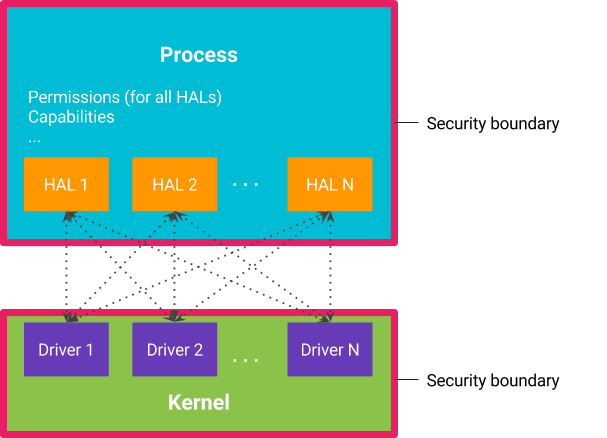 Process
Permissions (for all HALs)
Capabilities
...
HAL 1
HAL 2
. . .
HAL N
Security boundary
Driver 1
Driver 2
. . .
Driver N
Security boundary
Kernel